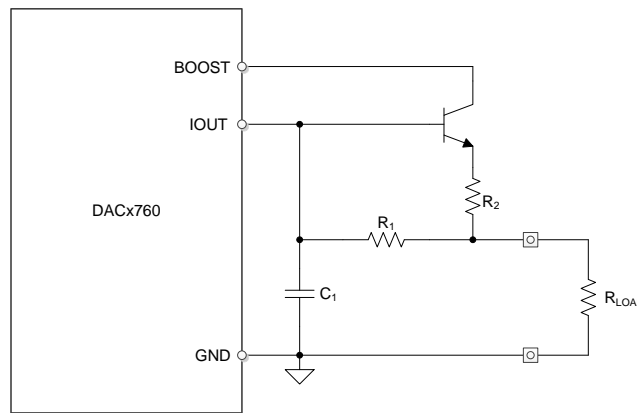 BOOST
IOUT
DACx760
R2
R1
C1
RLOA
GND